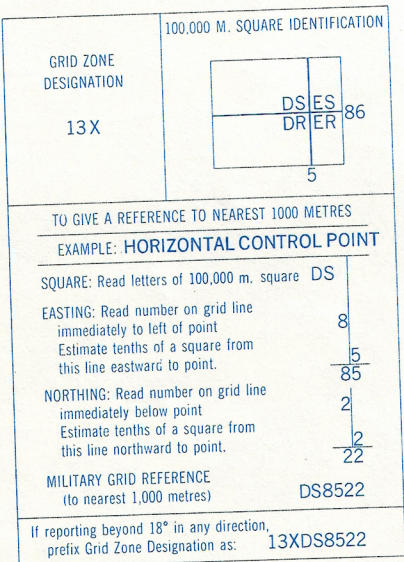 100,000 M. SQUARE IDENTIFICATION
GRID ZONE
DESIGNATION
13X
DS ES
DR ER
86
5
TO GIVE A REFERENCE TO NEAREST 1000 METRES
EXAMPLE: HORIZONTAL CONTROL POINT
SQUARE: Read letters of 100,000 m. square DS
EASTING: Read number on grid line
immediately to left of point
8
Estimate tenths of a square from
this line eastward to point.
5
85
NORTHING: Read number on grid line
immediately below point
2
Estimate tenths of a square from
this line northward to point.
2
22
MILITARY GRID REFERENCE
(to nearest 1,000 metres)
DS8522
If reporting beyond 18° in any direction,
prefix Grid Zone Designation as: 13XDS8522